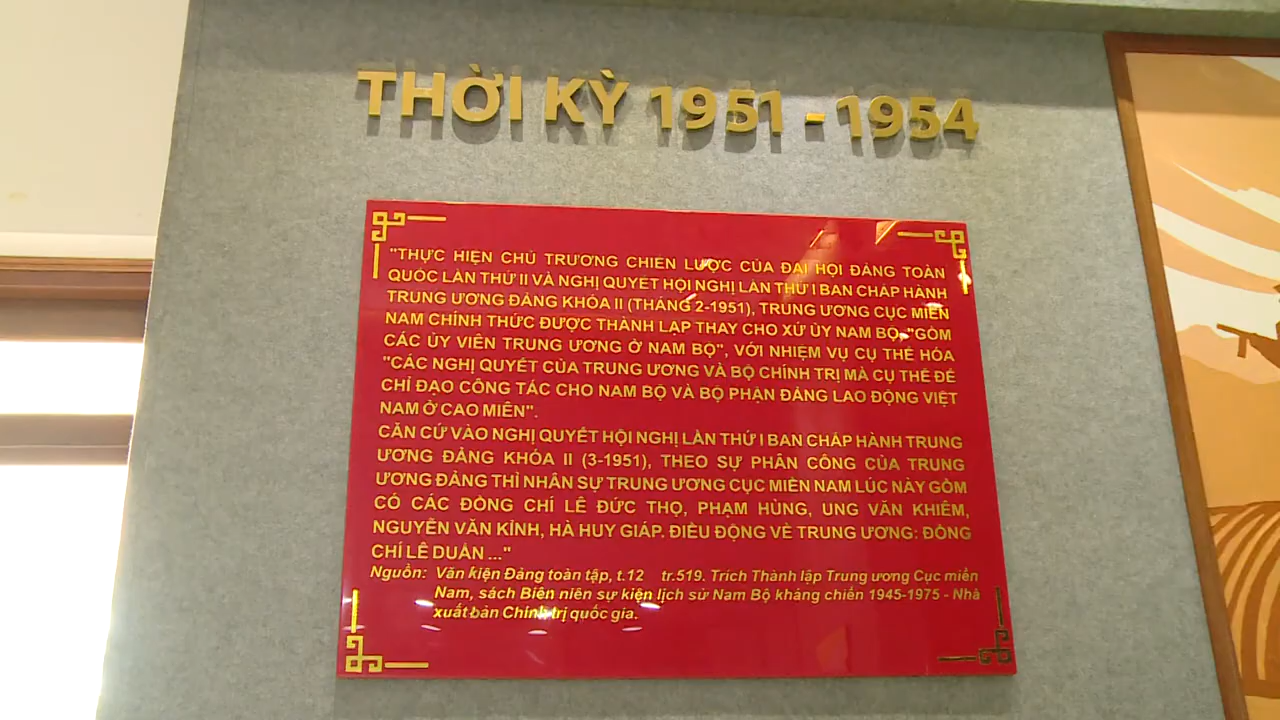 THỜI KỲ 1951 - 1954
"THỰC HIỆN CHỦ TRƯƠNG CHIẾN LƯỢC CỦA ĐẠI HỘI ĐẢNG TOÀN
QUỐC LẦN THỨ II VÀ NGHỊ QUYẾT HỘI NGHỊ LẦN THỨ I BAN CHẤP HÀNH
TRUNG ƯƠNG ĐẢNG KHÓA II (THÁNG 2-1951), TRUNG ƯƠNG CỤC MIỀN
NAM CHÍNH THỨC ĐƯỢC THÀNH LẬP THAY CHO XỨ ỦY NAM BỘ, "GỒM
CÁC ỦY VIÊN TRUNG ƯƠNG Ở NAM BỘ", VỚI NHIỆM VỤ CỤ THỂ HÓA
"CÁC NGHỊ QUYẾT CỦA TRUNG ƯƠNG VÀ BỘ CHÍNH TRỊ MÀ CỤ THỂ ĐỂ
CHỈ ĐẠO CÔNG TÁC CHO NAM BỘ VÀ BỘ PHẬN ĐẢNG LAO ĐỘNG VIỆT
NAM Ở CAO MIÊN".
CĂN CỨ VÀO NGHỊ QUYẾT HỘI NGHỊ LẦN THỨ I BAN CHẤP HÀNH TRUNG
ƯƠNG ĐẢNG KHÓA II (3-1951), THEO SỰ PHÂN CÔNG CỦA TRUNG
ƯƠNG ĐẢNG THÌ NHÂN SỰ TRUNG ƯƠNG CỤC MIỀN NAM LÚC NÀY GỒM
CÓ CÁC ĐỒNG CHÍ LÊ ĐỨC THỌ, PHẠM HÙNG, UNG VĂN KHIÊM,
NGUYỄN VĂN KỈNH, HÀ HUY GIÁP. ĐIỀU ĐỘNG VỀ TRUNG ƯƠNG: ĐỒNG
CHÍ LÊ DUẨN ..."
Nguồn: Văn kiện Đảng toàn tập, t.12 tr.519. Trích Thành lập Trung ương Cục miền
Nam, sách Biên niên sự kiện lịch sử Nam Bộ kháng chiến 1945-1975 - Nhà
xuất bản Chính trị quốc gia.